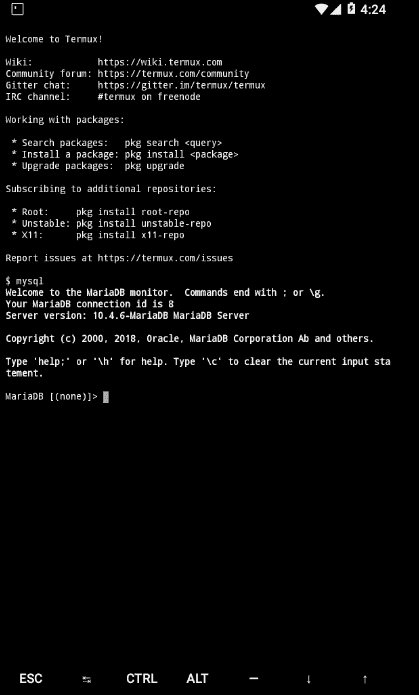 4:24
Welcome to Termux!
Wiki: https://wiki.termux.com
Community forum: https://termux.com/community
Gitter chat: https://gitter.im/termux/termux
IRC channel: #termux on freenode
Working with packages:
* Search packages: pkg search <query>
* Install a package: pkg install <package>
* Upgrade packages: pkg upgrade
Subscribing to additional repositories:
* Root: pkg install root-repo
* Unstable: pkg install unstable-repo
* X11: pkg install x11-repo
Report issues at https://termux.com/issues
$ mysql
Welcome to the MariaDB monitor. Commands end with ; or \g.
Your MariaDB connection id is 8
Server version: 10.4.6-MariaDB MariaDB Server
Copyright (c) 2000, 2018, Oracle, MariaDB Corporation Ab and others.
Type 'help;' or '\h' for help. Type '\c' to clear the current input sta
tement.
MariaDB [(none)]>
ESC ↹ CTRL ALT — ↓ ↑